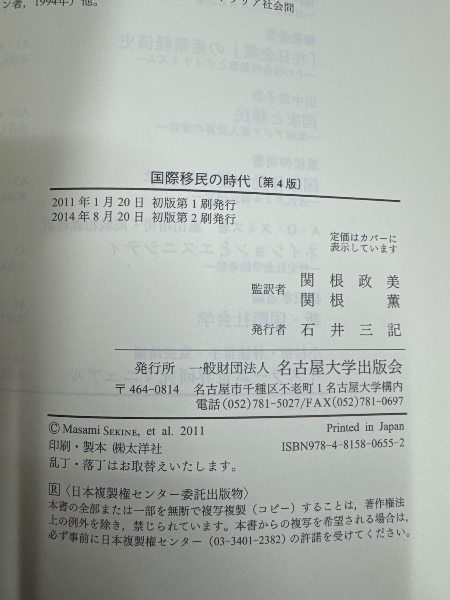 ン著，1994年）他。
リア社会問
国際移民の時代〔第4版〕
2011年1月20日 初版第1刷発行
2014年8月20日 初版第2刷発行
定価はカバーに
表示しています
監訳者
関根政美
関根薫
発行者 石井三記
発行所 一般財団法人 名古屋大学出版会
〒464-0814 名古屋市千種区不老町1名古屋大学構内
電話(052)781-5027/FAX(052)781-0697
©Masami SEKINE, et al. 2011
Printed in Japan
印刷・製本 ㈱太洋社
ISBN978-4-8158-0655-2
乱丁・落丁はお取替えいたします。
R〈日本複製権センター委託出版物〉
本書の全部または一部を無断で複写複製（コピー）することは，著作権法
上の例外を除き，禁じられています。本書からの複写を希望される場合は，
必ず事前に日本複製権センター（03-3401-2382）の許諾を受けてください。